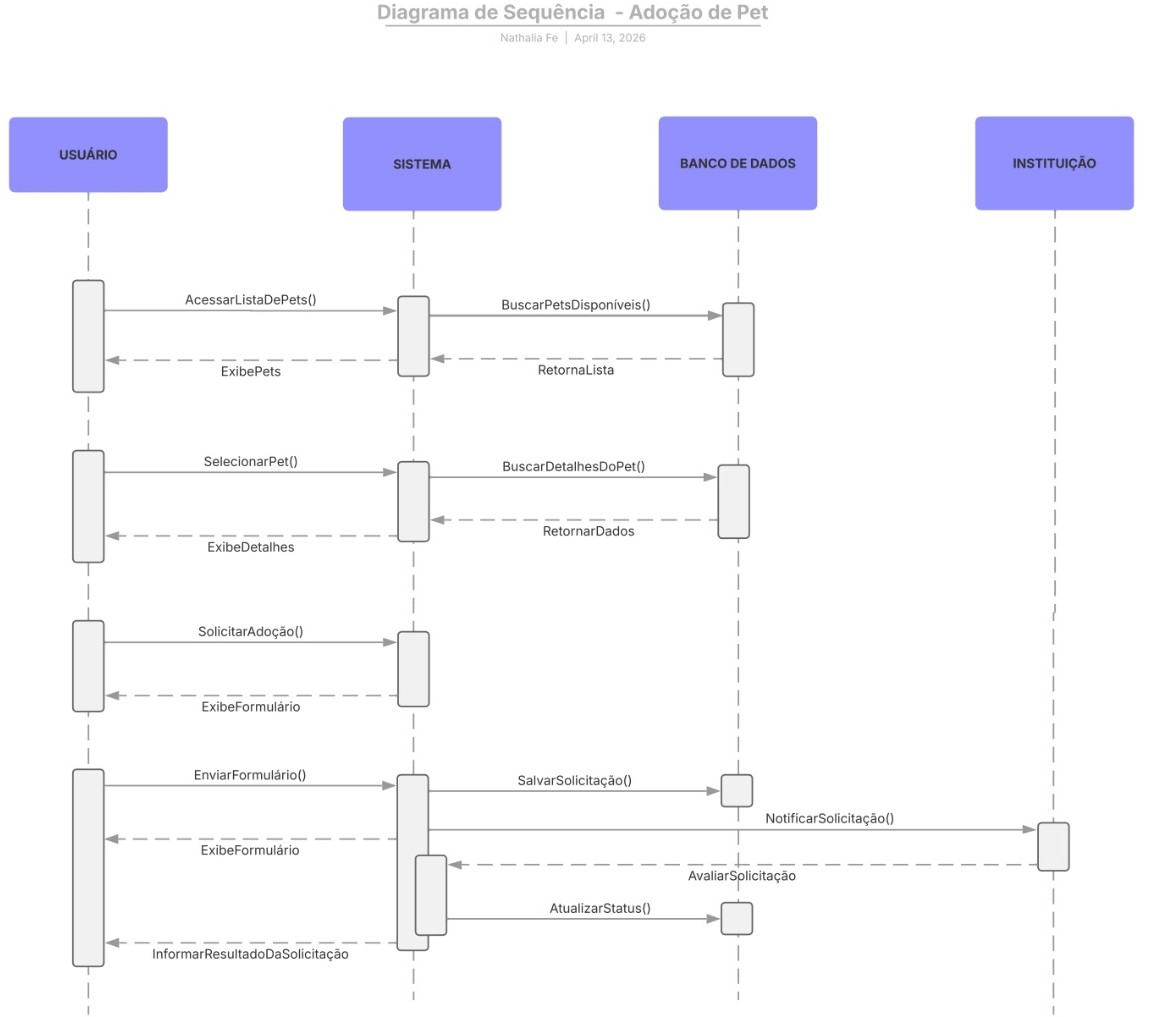 Diagrama de Sequência - Adoção de Pet
Nathalia Fe | April 13, 2026
USUÁRIO
SISTEMA
BANCO DE DADOS
INSTITUIÇÃO
AcessarListaDePets()
BuscarPetsDisponíveis()
ExibePets
RetornaLista
SelecionarPet()
BuscarDetalhesDoPet()
RetornarDados
ExibeDetalhes
SolicitarAdoção()
ExibeFormulário
EnviarFormulário()
SalvarSolicitação()
NotificarSolicitação()
ExibeFormulário
AvaliarSolicitação
AtualizarStatus()
InformarResultadoDaSolicitação